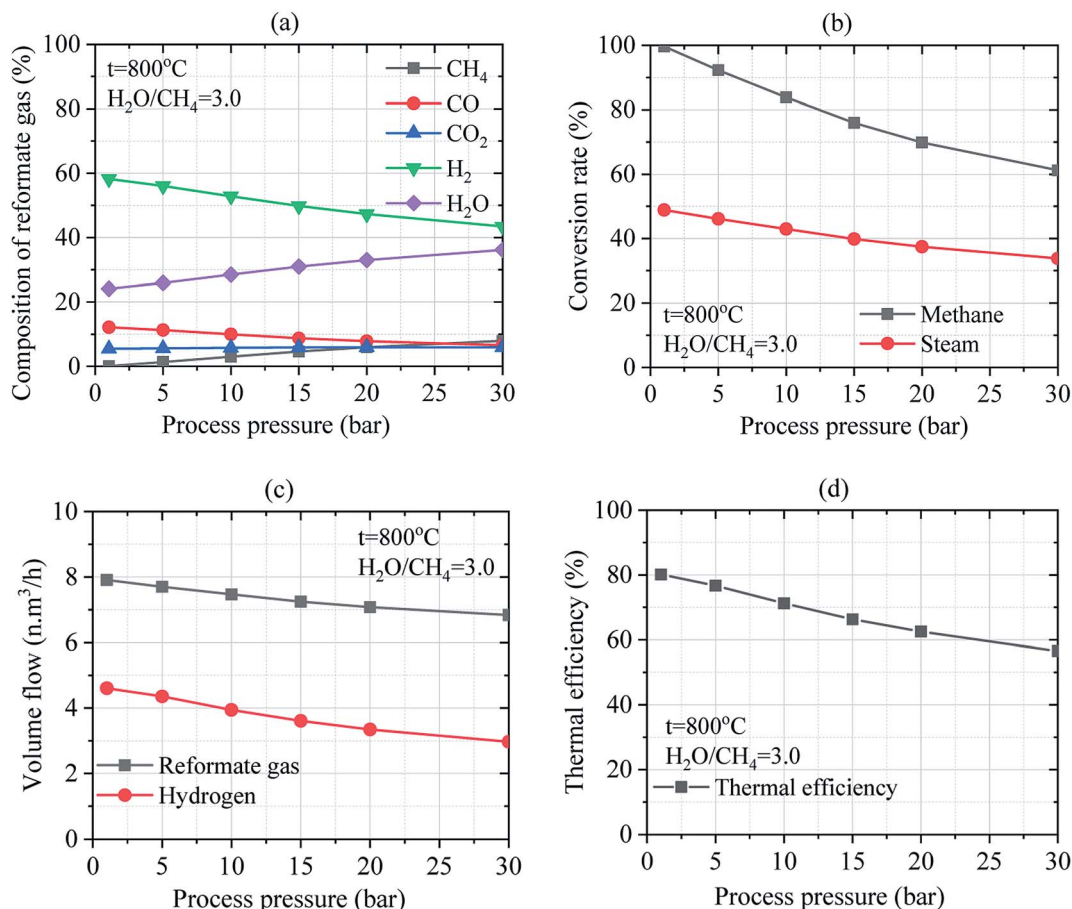 (a)
Composition of reformate gas (%)
100
80
60
40
20
0
t=800°C
H₂O/CH₄=3.0
CH₄
CO
CO₂
H₂
H₂O
0 5 10 15 20 25 30
Process pressure (bar)
(b)
Conversion rate (%)
100
80
60
40
20
0
t=800°C
H₂O/CH₄=3.0
Methane
Steam
0 5 10 15 20 25 30
Process pressure (bar)
(c)
Volume flow (n.m³/h)
10
8
6
4
2
0
t=800°C
H₂O/CH₄=3.0
Reformate gas
Hydrogen
0 5 10 15 20 25 30
Process pressure (bar)
(d)
Thermal efficiency (%)
100
80
60
40
20
0
t=800°C
H₂O/CH₄=3.0
Thermal efficiency
0 5 10 15 20 25 30
Process pressure (bar)